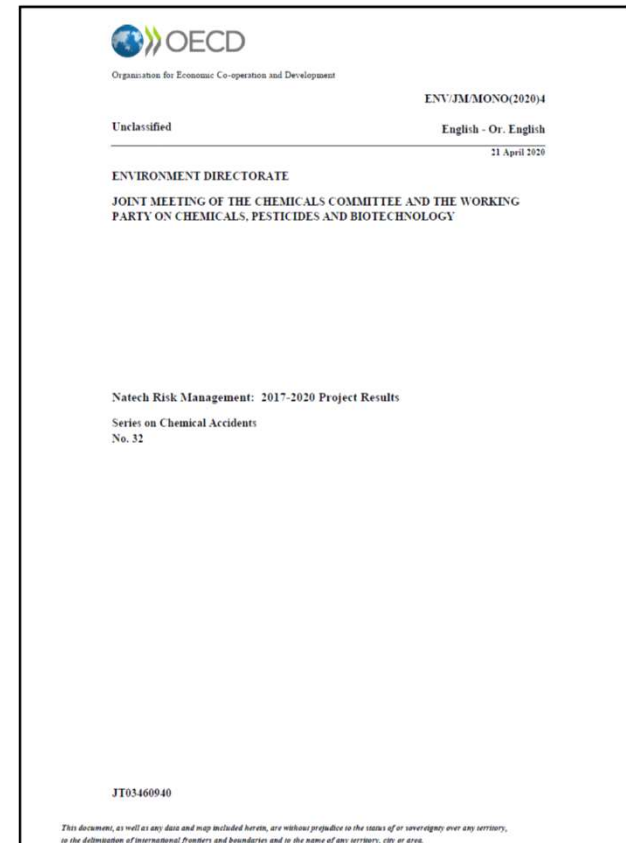 OECD
Organisation for Economic Co-operation and Development
ENV/JM/MONO(2020)4
Unclassified
English - Or. English
21 April 2020
ENVIRONMENT DIRECTORATE
JOINT MEETING OF THE CHEMICALS COMMITTEE AND THE WORKING
PARTY ON CHEMICALS, PESTICIDES AND BIOTECHNOLOGY
Natech Risk Management: 2017-2020 Project Results
Series on Chemical Accidents
No. 32
JT03460940
This document, as well as any data and map included herein, are without prejudice to the status of or sovereignty over any territory,
to the delimitation of international frontiers and boundaries and to the name of any territory, city or area.